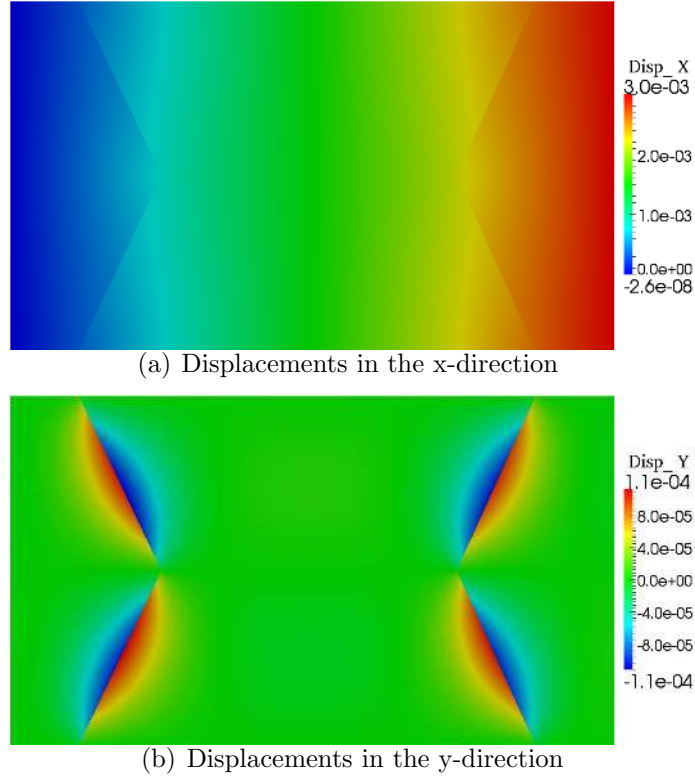 Disp_ X
3.0e-03
2.0e-03
1.0e-03
0.0e+00
-2.6e-08
(a) Displacements in the x-direction
Disp_ Y
1.1e-04
8.0e-05
4.0e-05
0.0e+00
-4.0e-05
-8.0e-05
-1.1e-04
(b) Displacements in the y-direction